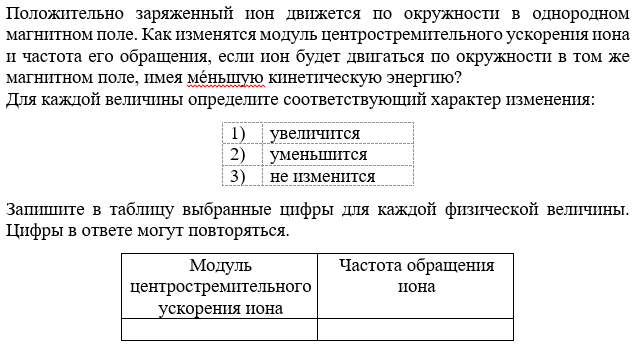 Положительно заряженный ион движется по окружности в однородном
магнитном поле. Как изменятся модуль центростремительного ускорения иона
и частота его обращения, если ион будет двигаться по окружности в том же
магнитном поле, имея ме́ньшую кинетическую энергию?
Для каждой величины определите соответствующий характер изменения:
1) увеличится
2) уменьшится
3) не изменится
Запишите в таблицу выбранные цифры для каждой физической величины.
Цифры в ответе могут повторяться.
Модуль
центростремительного
ускорения иона
Частота обращения
иона